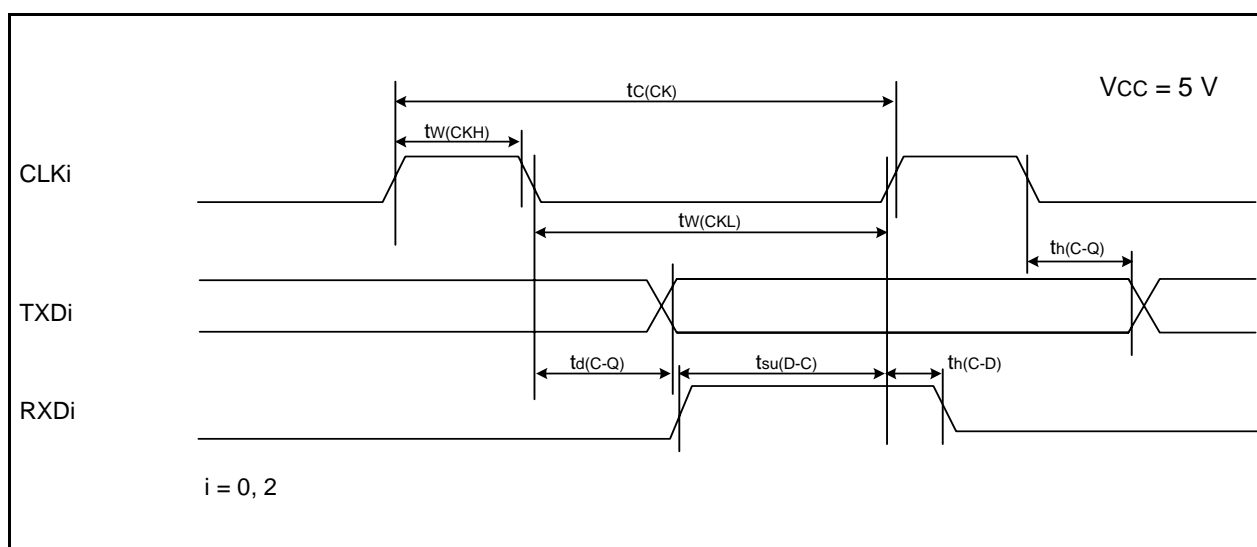 tC(CK)
VCC = 5 V
tW(CKH)
CLKi
tW(CKL)
th(C-Q)
TXDi
td(C-Q)
tsu(D-C)
th(C-D)
RXDi
i = 0, 2